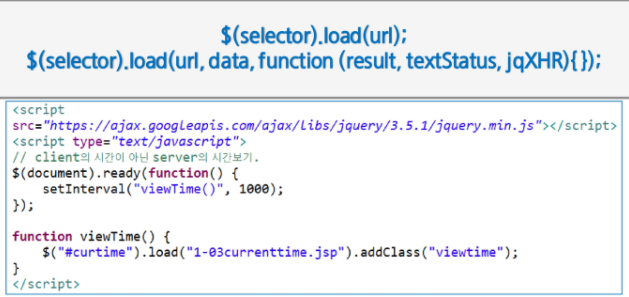 $(selector).load(url);
$(selector).load(url, data, function (result, textStatus, jqXHR){ });
<script
src="https://ajax.googleapis.com/ajax/libs/jquery/3.5.1/jquery.min.js"></script>
<script type="text/javascript">
// client의 시간이 아닌 server의 시간보기.
$(document).ready(function() {
    setInterval("viewTime()", 1000);
});

function viewTime() {
    $("#curtime").load("1-03currenttime.jsp").addClass("viewtime");
}
</script>